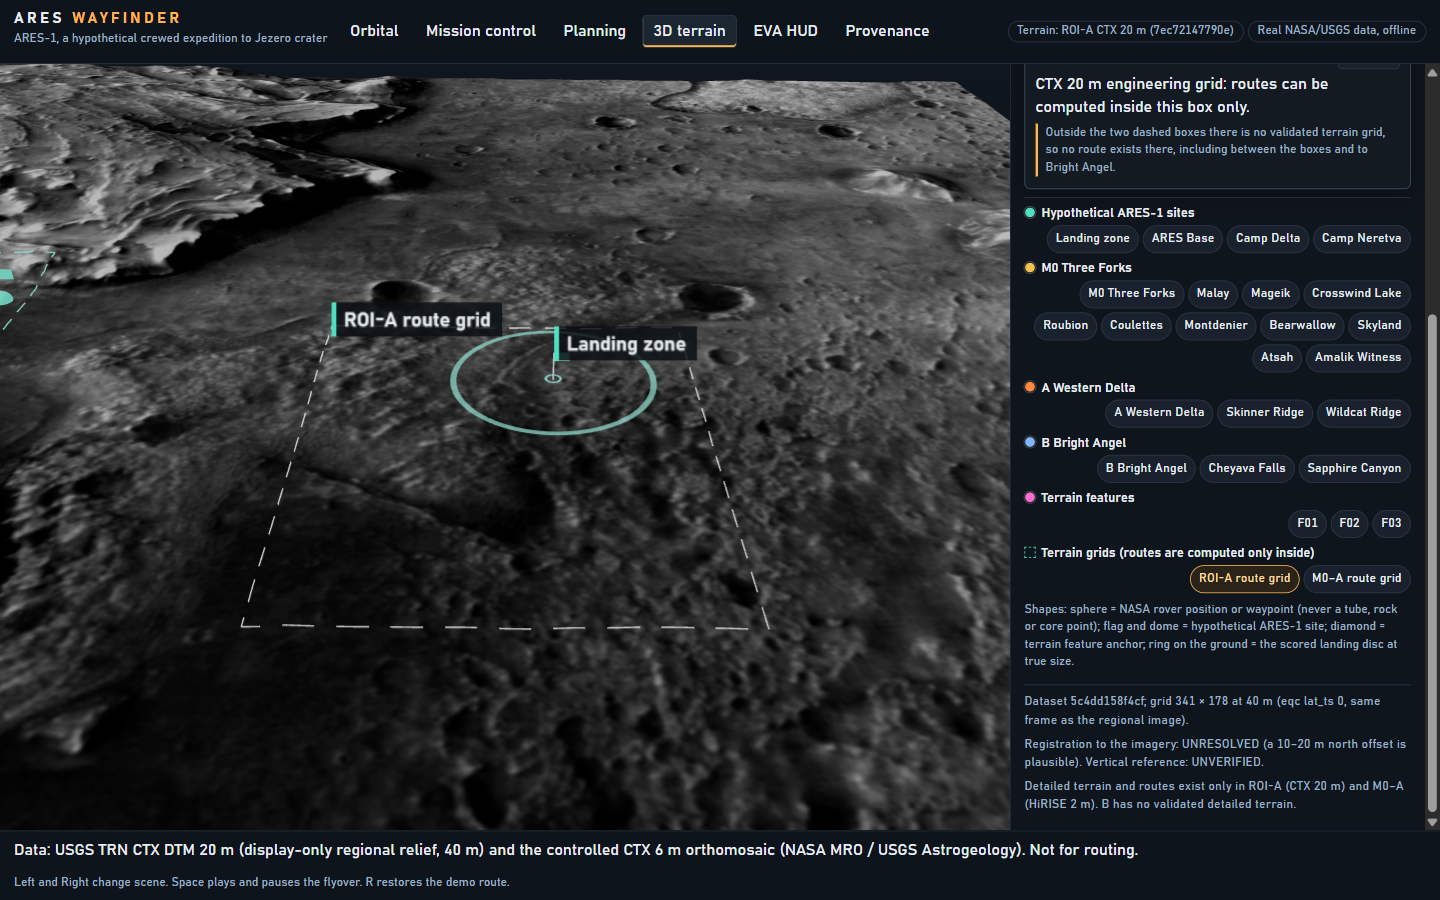 ARES WAYFINDER
ARES-1, a hypothetical crewed expedition to Jezero crater
Orbital
Mission control
Planning
3D terrain
EVA HUD
Provenance
Terrain: ROI-A CTX 20 m (7ec72147790e)
Real NASA/USGS data, offline
ROI-A route grid
Landing zone
CTX 20 m engineering grid: routes can be
computed inside this box only.
Outside the two dashed boxes there is no validated terrain grid,
so no route exists there, including between the boxes and to
Bright Angel.
Hypothetical ARES-1 sites
Landing zone ARES Base Camp Delta Camp Neretva
M0 Three Forks
M0 Three Forks Malay Mageik Crosswind Lake
Roubion Coulettes Montdenier Bearwallow Skyland
Atsah Amalik Witness
A Western Delta
A Western Delta Skinner Ridge Wildcat Ridge
B Bright Angel
B Bright Angel Cheyava Falls Sapphire Canyon
Terrain features
F01 F02 F03
Terrain grids (routes are computed only inside)
ROI-A route grid M0-A route grid
Shapes: sphere = NASA rover position or waypoint (never a tube, rock
or core point); flag and dome = hypothetical ARES-1 site; diamond =
terrain feature anchor; ring on the ground = the scored landing disc at
true size.
Dataset 5c4dd158f4cf; grid 341 × 178 at 40 m (eqc lat_ts 0, same
frame as the regional image).
Registration to the imagery: UNRESOLVED (a 10-20 m north offset is
plausible). Vertical reference: UNVERIFIED.
Detailed terrain and routes exist only in ROI-A (CTX 20 m) and M0-A
(HiRISE 2 m). B has no validated detailed terrain.
Data: USGS TRN CTX DTM 20 m (display-only regional relief, 40 m) and the controlled CTX 6 m orthomosaic (NASA MRO / USGS Astrogeology). Not for routing.
Left and Right change scene. Space plays and pauses the flyover. R restores the demo route.